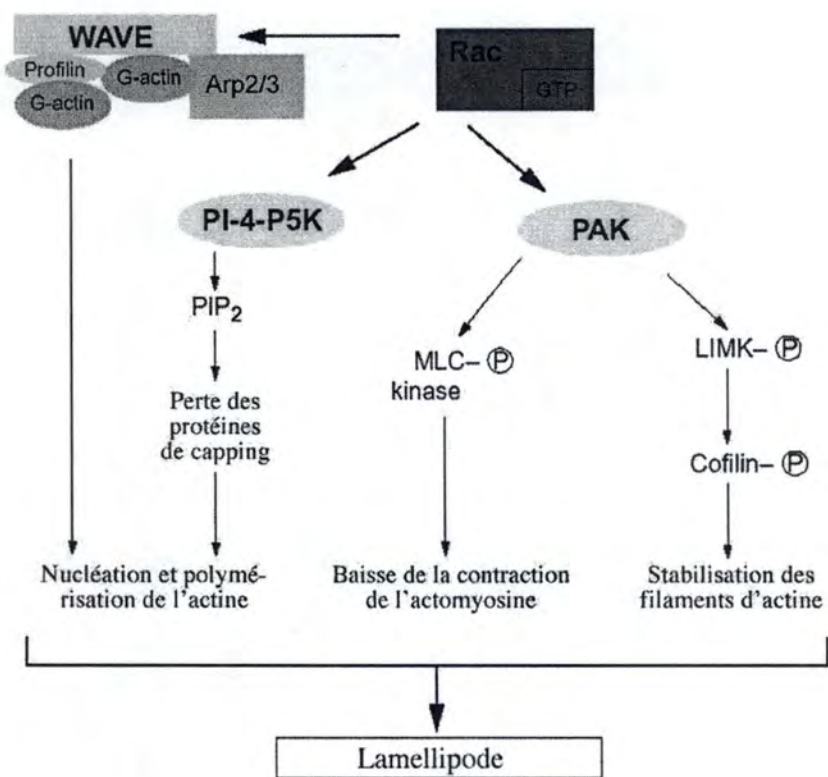 WAVE
Profilin
G-actin
G-actin
Arp2/3
Rac
GTP
PI-4-P5K
PAK
PIP2
MLC– P
kinase
LIMK– P
Perte des
protéines
de capping
Cofilin– P
Nucléation et polymé-
risation de l'actine
Baisse de la contraction
de l'actomyosine
Stabilisation des
filaments d'actine
Lamellipode